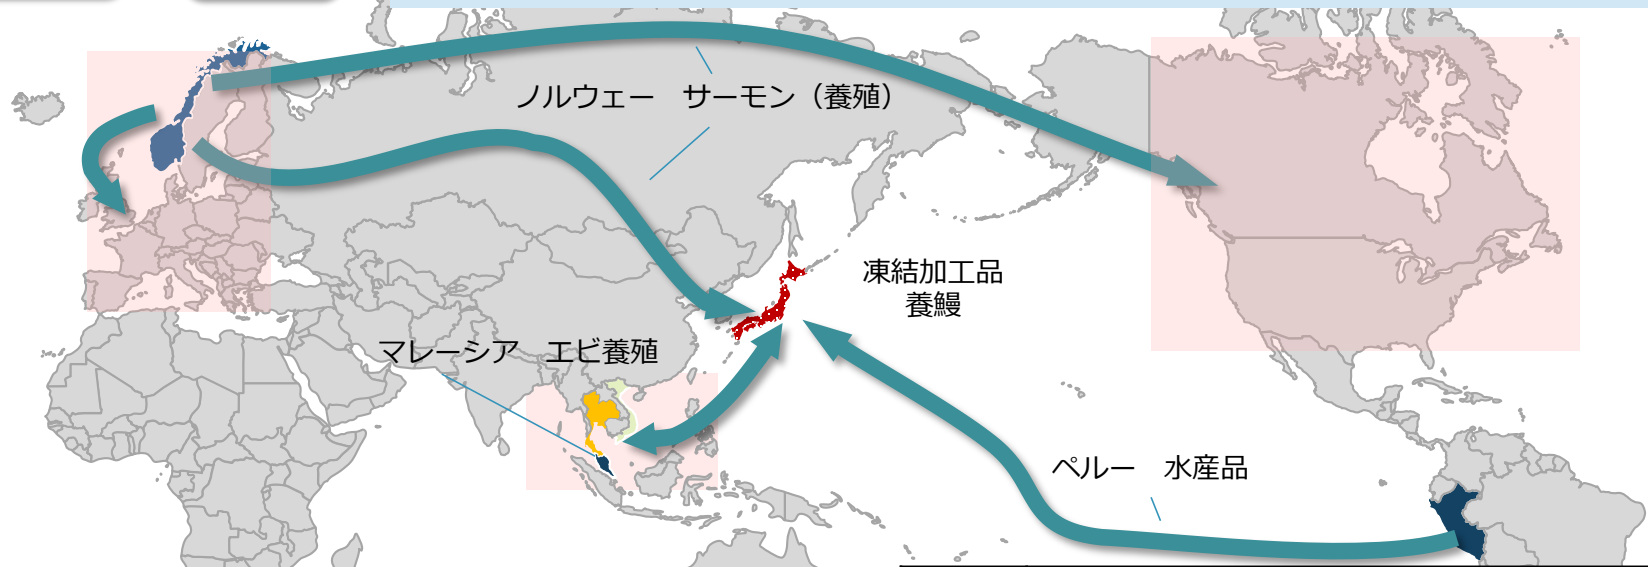 ノルウェー　サーモン（養殖）
凍結加工品
養鰻
マレーシア　エビ養殖
ペルー　水産品